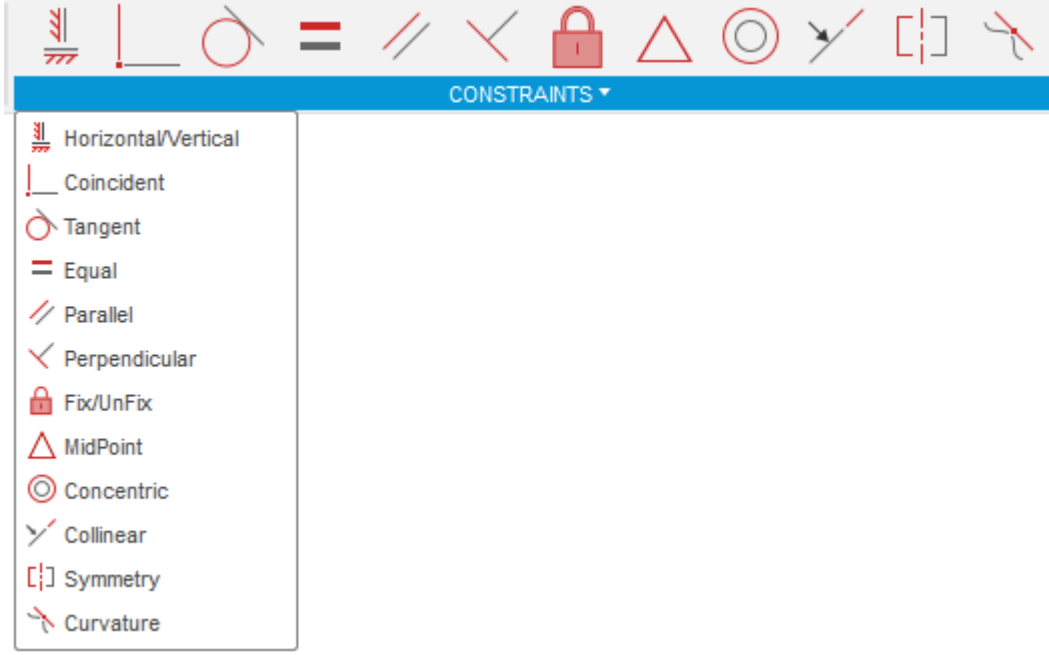 CONSTRAINTS
Horizontal/Vertical
Coincident
Tangent
Equal
Parallel
Perpendicular
Fix/UnFix
MidPoint
Concentric
Collinear
Symmetry
Curvature